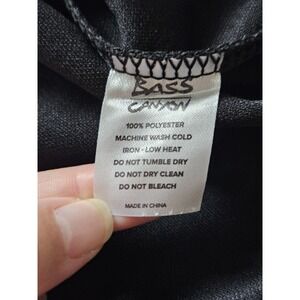 BASS
CANYON
100% POLYESTER
MACHINE WASH COLD
IRON - LOW HEAT
DO NOT TUMBLE DRY
DO NOT DRY CLEAN
DO NOT BLEACH
MADE IN CHINA